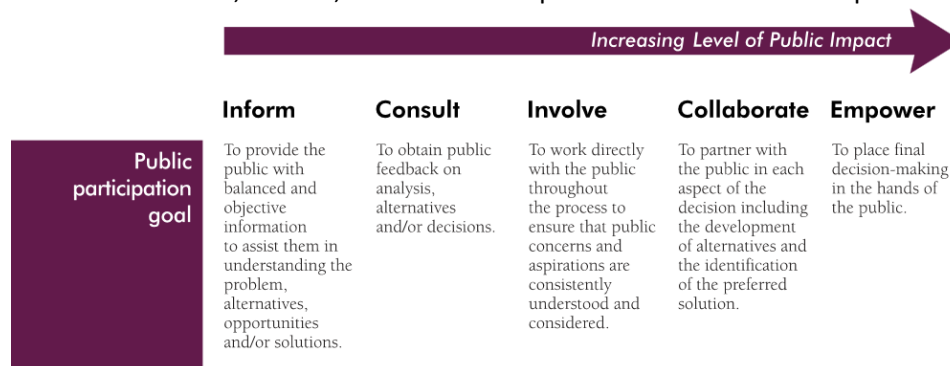 Increasing Level of Public Impact
Inform
Consult
Involve
Collaborate
Empower
Public
participation
goal
To provide the
public with
balanced and
objective
information
to assist them in
understanding the
problem,
alternatives,
opportunities
and/or solutions.
To obtain public
feedback on
analysis,
alternatives
and/or decisions.
To work directly
with the public
throughout
the process to
ensure that public
concerns and
aspirations are
consistently
understood and
considered.
To partner with
the public in each
aspect of the
decision including
the development
of alternatives and
the identification
of the preferred
solution.
To place final
decision-making
in the hands of
the public.